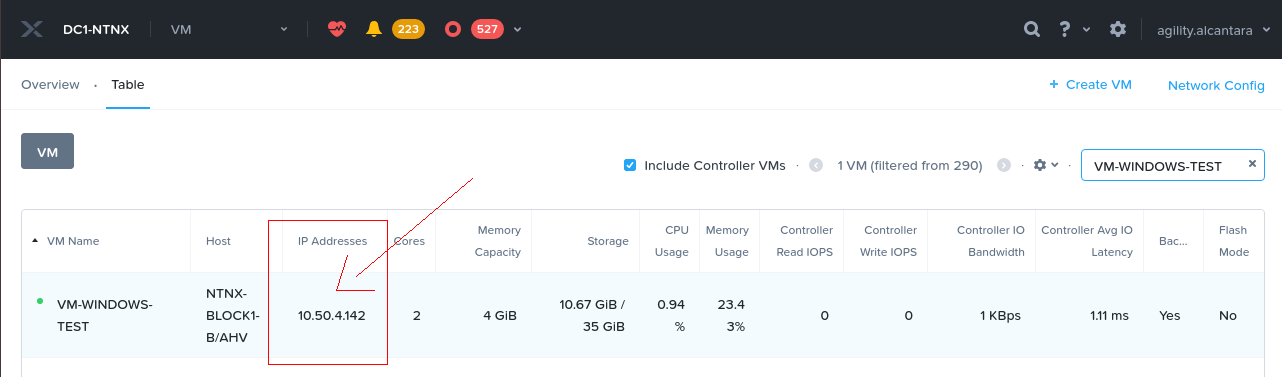 DC1-NTNX VM 223 527 ? agility.alcantara
Overview · Table + Create VM Network Config
VM
Include Controller VMs · 1 VM (filtered from 290) · · VM-WINDOWS-TEST ×
VM Name Host IP Addresses Cores Memory Capacity Storage CPU Usage Memory Usage Controller Read IOPS Controller Write IOPS Controller IO Bandwidth Controller Avg IO Latency Bac... Flash Mode
VM-WINDOWS-TEST NTNX-BLOCK1-B/AHV 10.50.4.142 2 4 GiB 10.67 GiB / 35 GiB 0.94 % 23.43% 0 0 1 KBps 1.11 ms Yes No